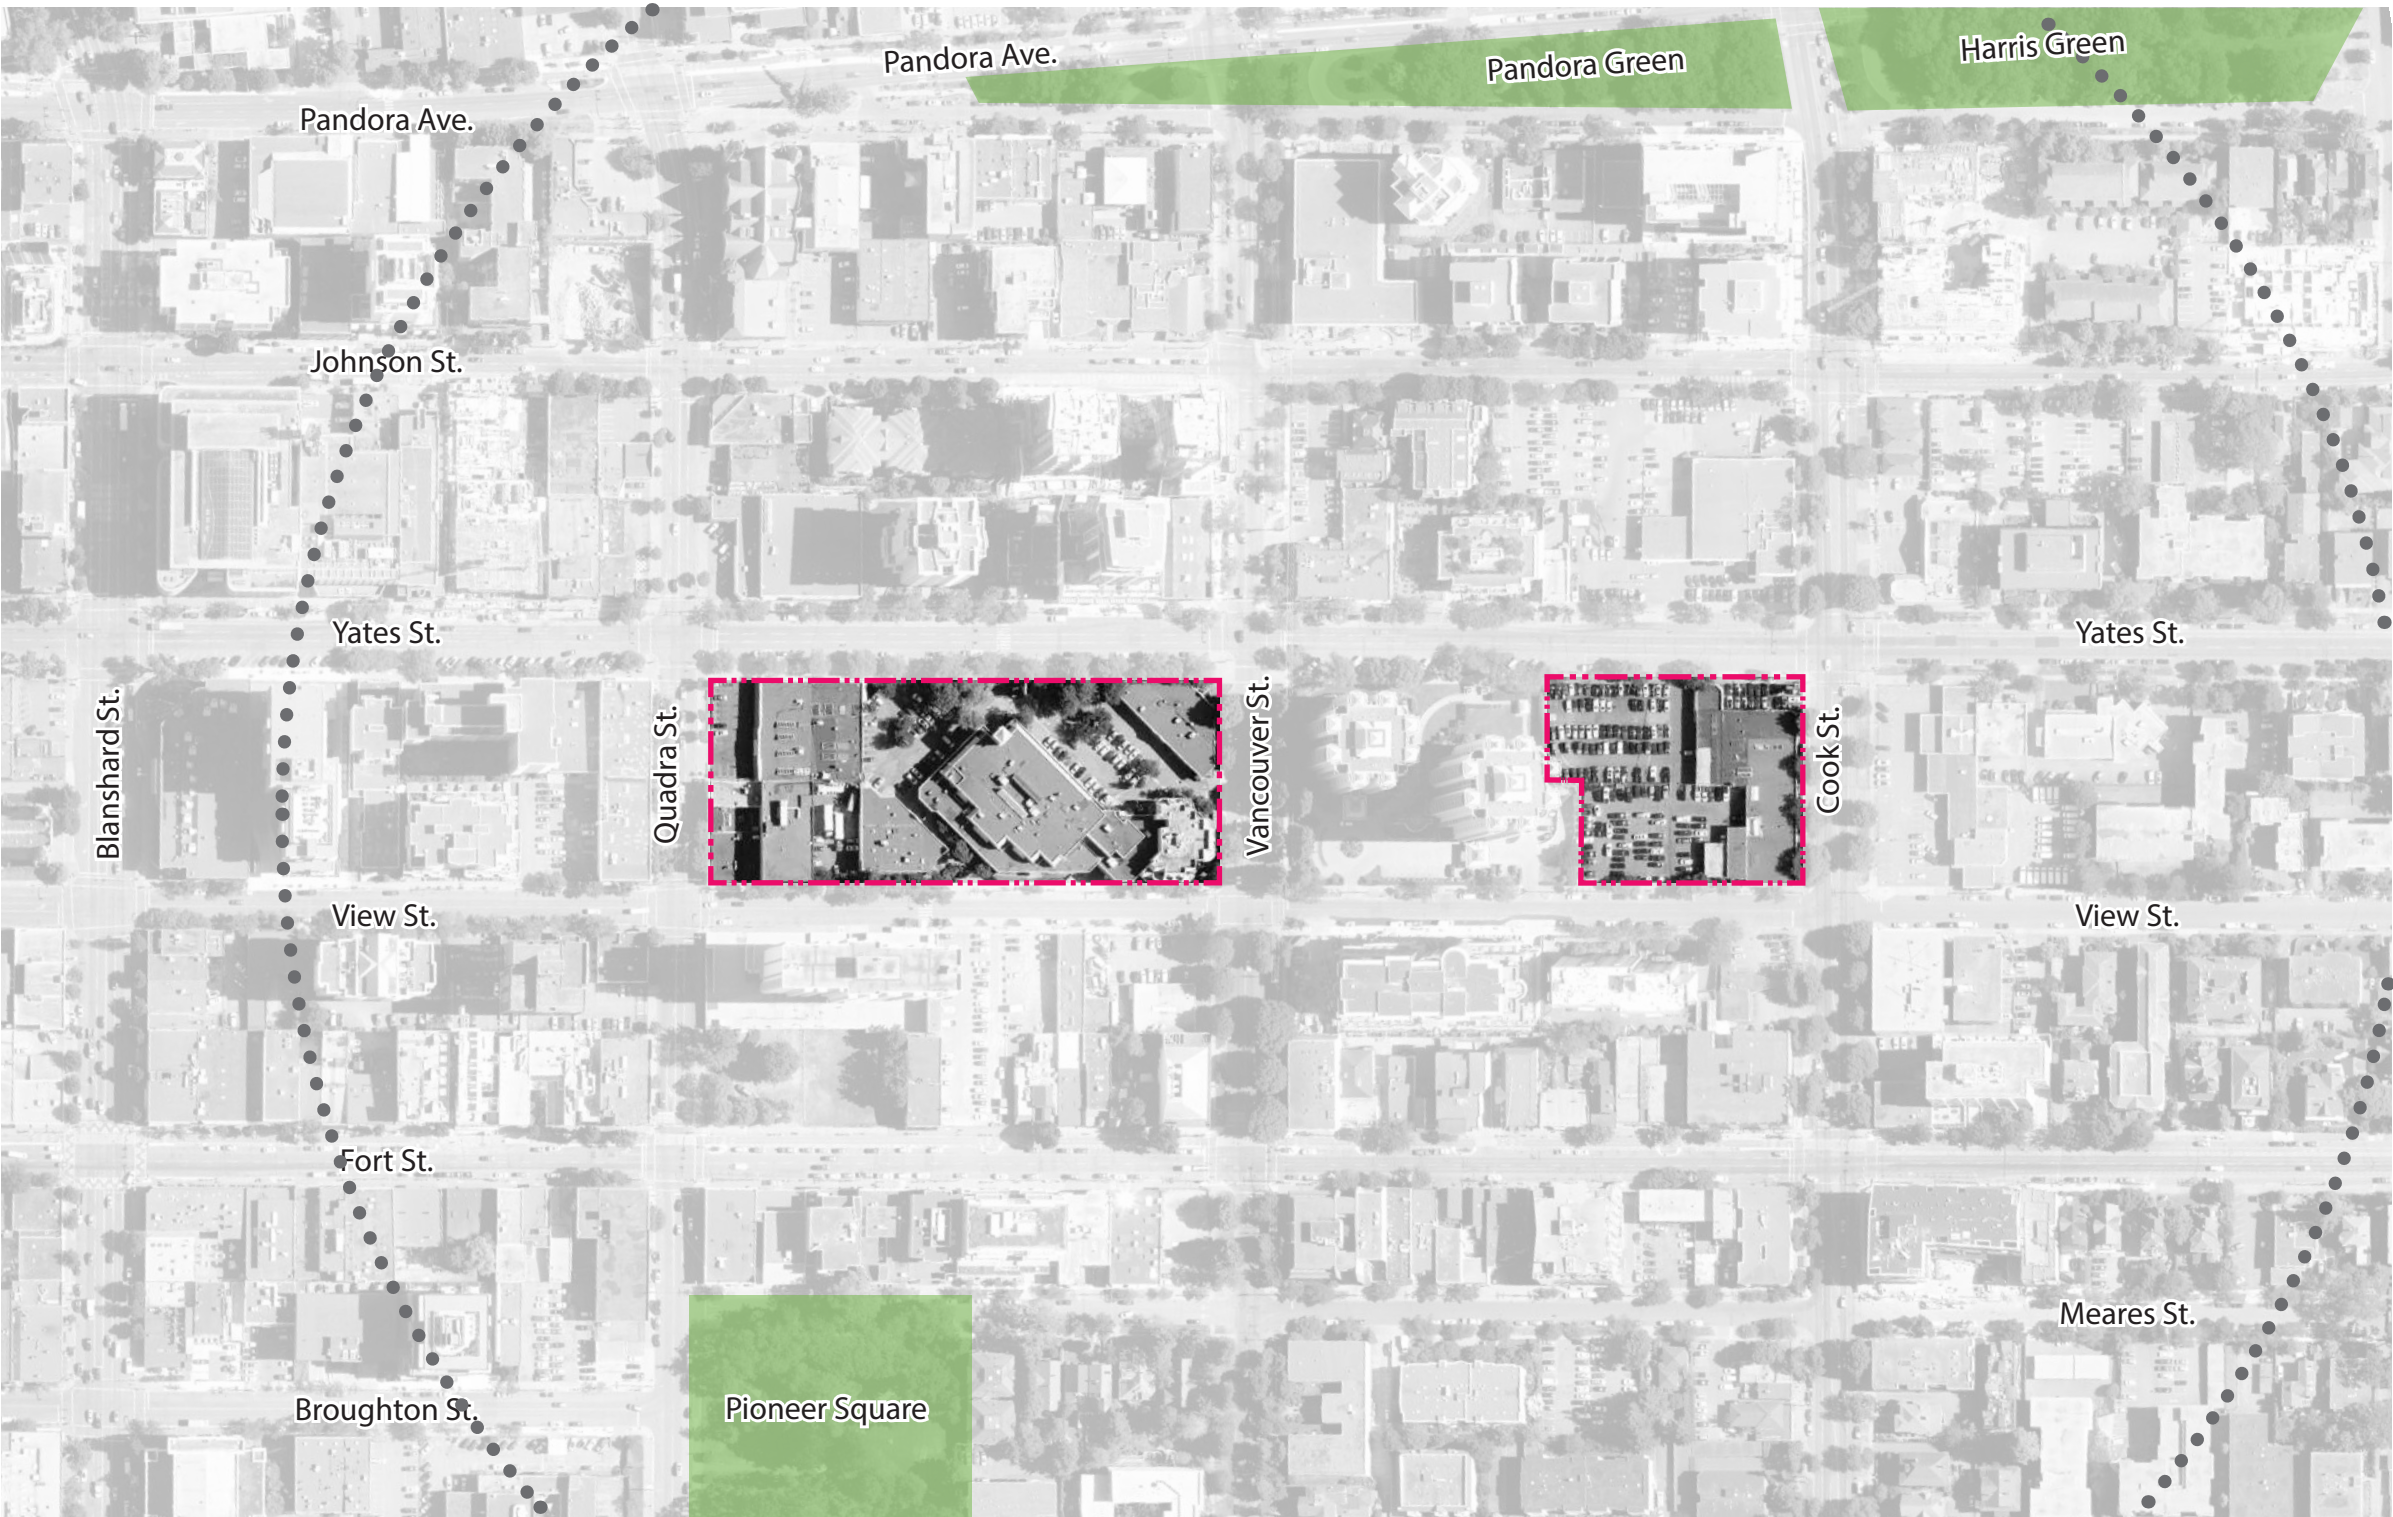 Pandora Ave.
Pandora Green
Harris Green
Pandora Ave.
Johnson St.
Yates St.
Yates St.
Blanshard St.
Quadra St.
Vancouver St.
Cook St.
View St.
View St.
Fort St.
Meares St.
Broughton St.
Pioneer Square